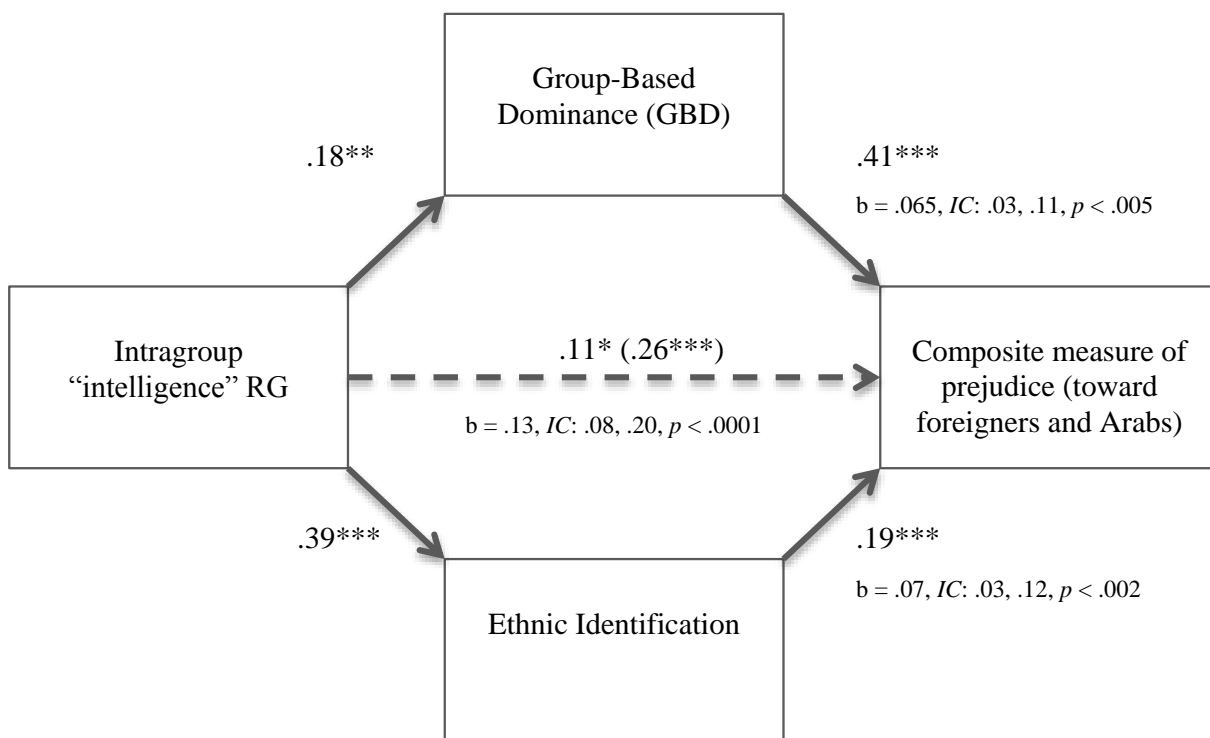 Group-Based
Dominance (GBD)
.18**
.41***
b = .065, IC: .03, .11, p < .005
Intragroup
“intelligence” RG
.11* (.26***)
b = .13, IC: .08, .20, p < .0001
Composite measure of
prejudice (toward
foreigners and Arabs)
.39***
.19***
b = .07, IC: .03, .12, p < .002
Ethnic Identification